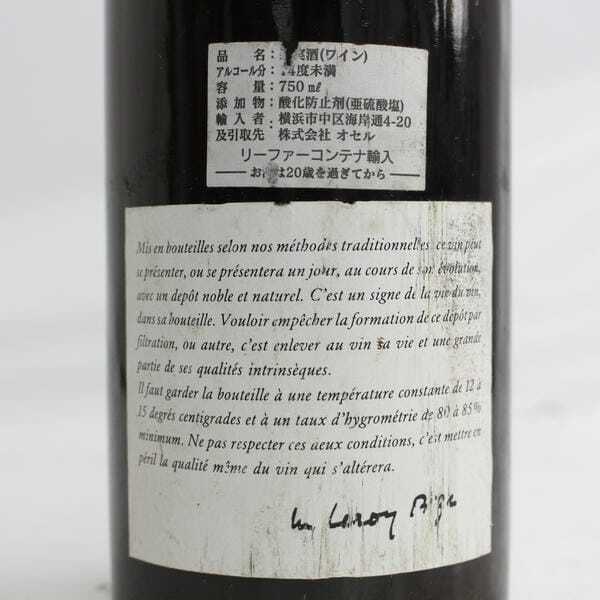 品 名:実酒(ワイン)
アルコール分:4度未満
容 量:750㎖
添 加 物:酸化防止剤(亜硫酸塩)
輸 入 者:横浜市中区海岸通4-20
及引取先 株式会社 オセル
リーファーコンテナ輸入
お は20歳を過ぎてから
Mis en bouteilles selon nos méthodes traditionnelles, ce vin peut
se présenter, ou se présentera un jour, au cours de son évolution,
avec un depôt noble et naturel. C'est un signe de la vie du vin,
dans sa bouteille. Vouloir empêcher la formation de ce dépôt par
filtration, ou autre, c'est enlever au vin sa vie et une grande
partie de ses qualités intrinsèques.
Il faut garder la bouteille à une température constante de 12 à
15 degrés centigrades et à un taux d'hygrométrie de 80 à 85%
minimum. Ne pas respecter ces deux conditions, c'est mettre en
péril la qualité même du vin qui s'altérera.
Leroy